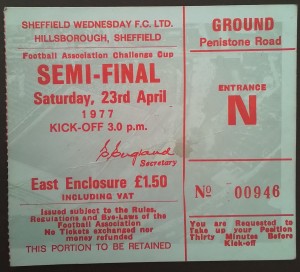 SHEFFIELD WEDNESDAY F.C. LTD.
HILLSBOROUGH, SHEFFIELD
Football Association Challenge Cup
SEMI-FINAL
Saturday, 23rd April
1977
KICK-OFF 3.0 p.m.
Secretary
East Enclosure £1.50
INCLUDING VAT
Issued subject to the Rules,
Regulations and Bye-Laws of the
Football Association
No Tickets exchanged nor
money refunded
THIS PORTION TO BE RETAINED
GROUND
Penistone Road
ENTRANCE
N
No 00946
You are Requested to
Take up your Position
Thirty Minutes Before
Kick-off